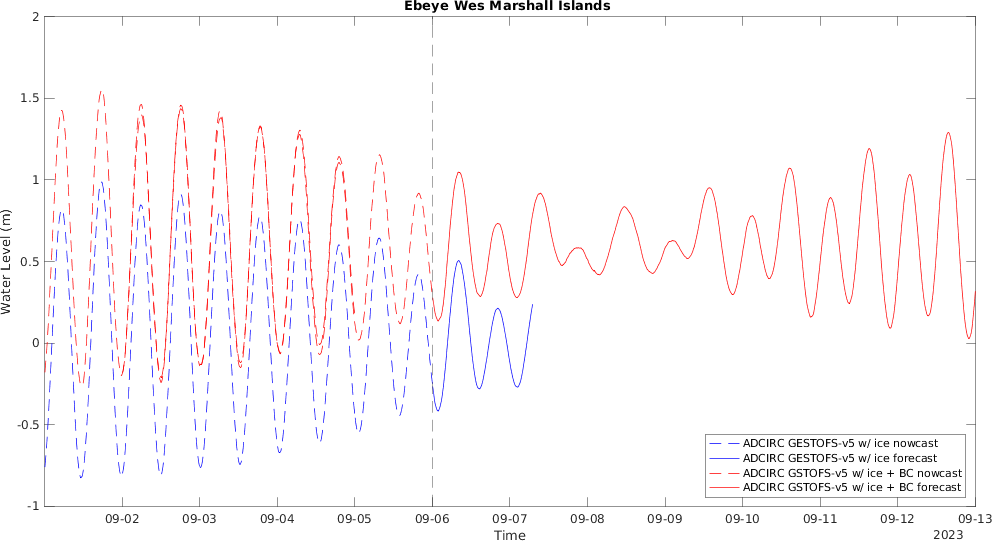 Ebeye Wes Marshall Islands
2
1.5
1
0.5
0
-0.5
-1
Water Level (m)
09-02 09-03 09-04 09-05 09-06 09-07 09-08 09-09 09-10 09-11 09-12 09-13
Time
2023
ADCIRC GESTOFS-v5 w/ ice nowcast
ADCIRC GESTOFS-v5 w/ ice forecast
ADCIRC GSTOFS-v5 w/ ice + BC nowcast
ADCIRC GSTOFS-v5 w/ ice + BC forecast